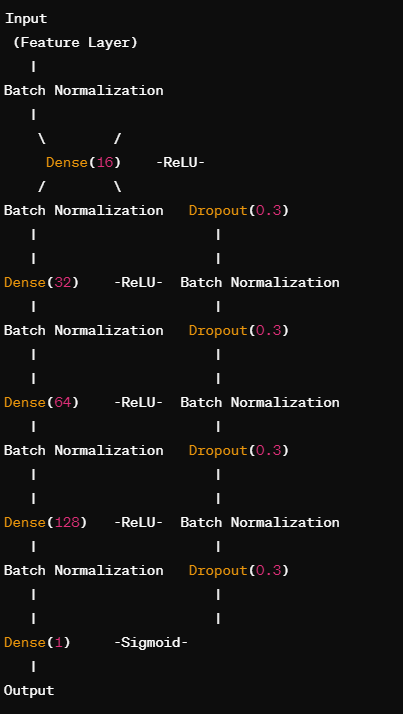 Input
(Feature Layer)
|
Batch Normalization
|
\ /
Dense(16) -ReLU-
/ \
Batch Normalization Dropout(0.3)
| |
| |
Dense(32) -ReLU- Batch Normalization
| |
Batch Normalization Dropout(0.3)
| |
| |
Dense(64) -ReLU- Batch Normalization
| |
Batch Normalization Dropout(0.3)
| |
| |
Dense(128) -ReLU- Batch Normalization
| |
Batch Normalization Dropout(0.3)
| |
| |
Dense(1) -Sigmoid-
|
Output